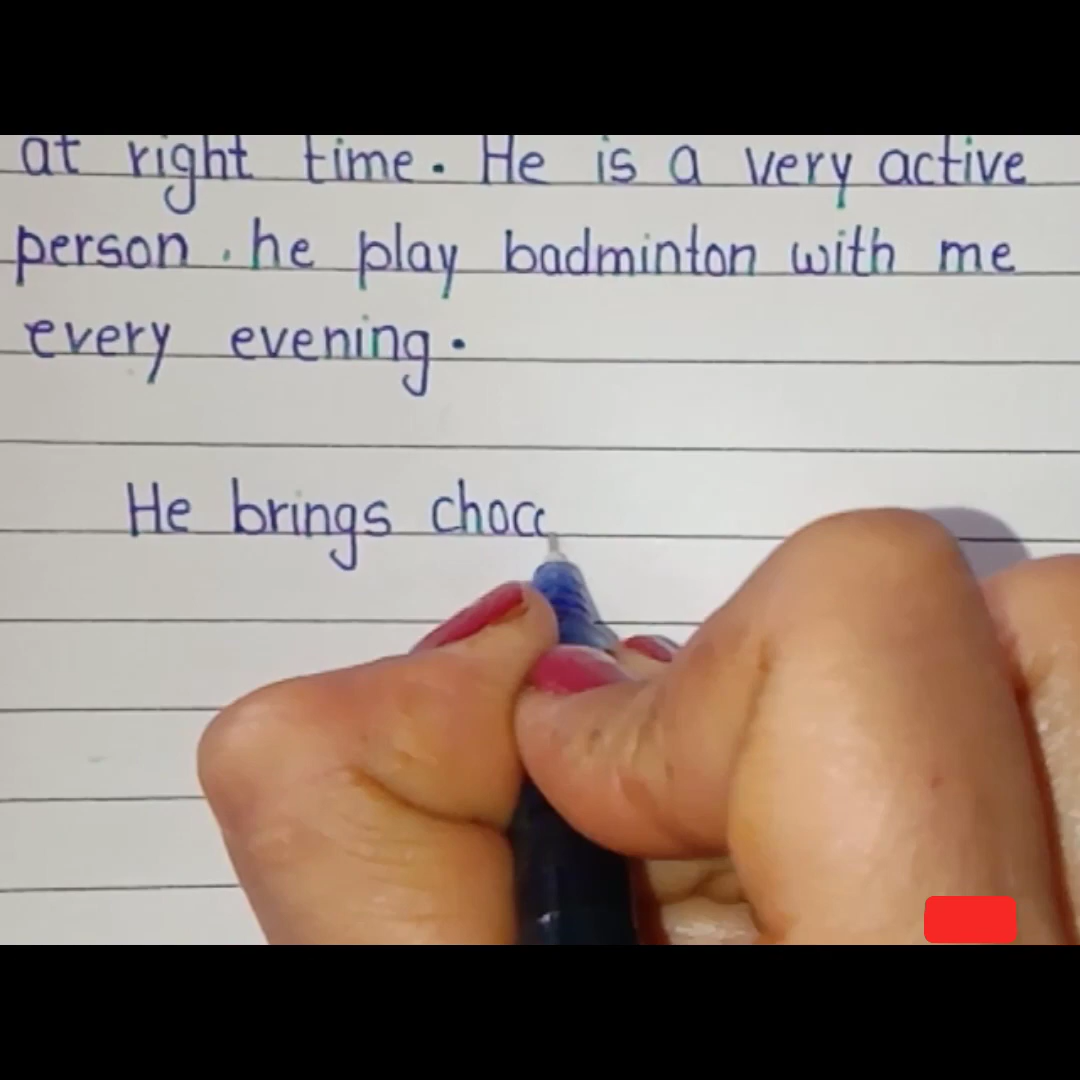 at right time. He is a very active
person. he play badminton with me
every evening.
He brings choc